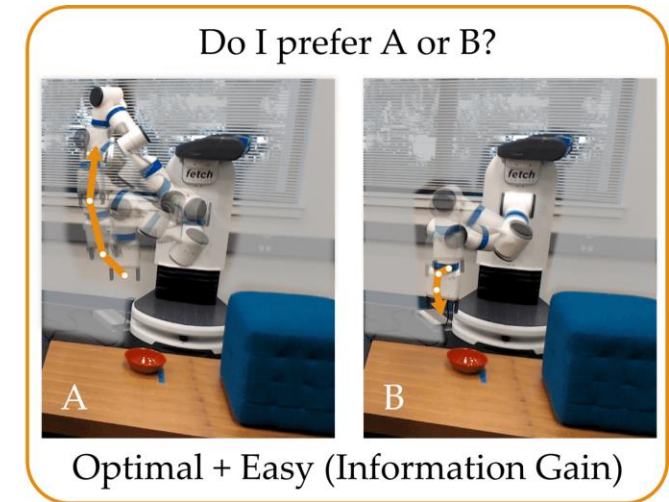 Do I prefer A or B?
fetch
fetch
A
B
Optimal + Easy (Information Gain)